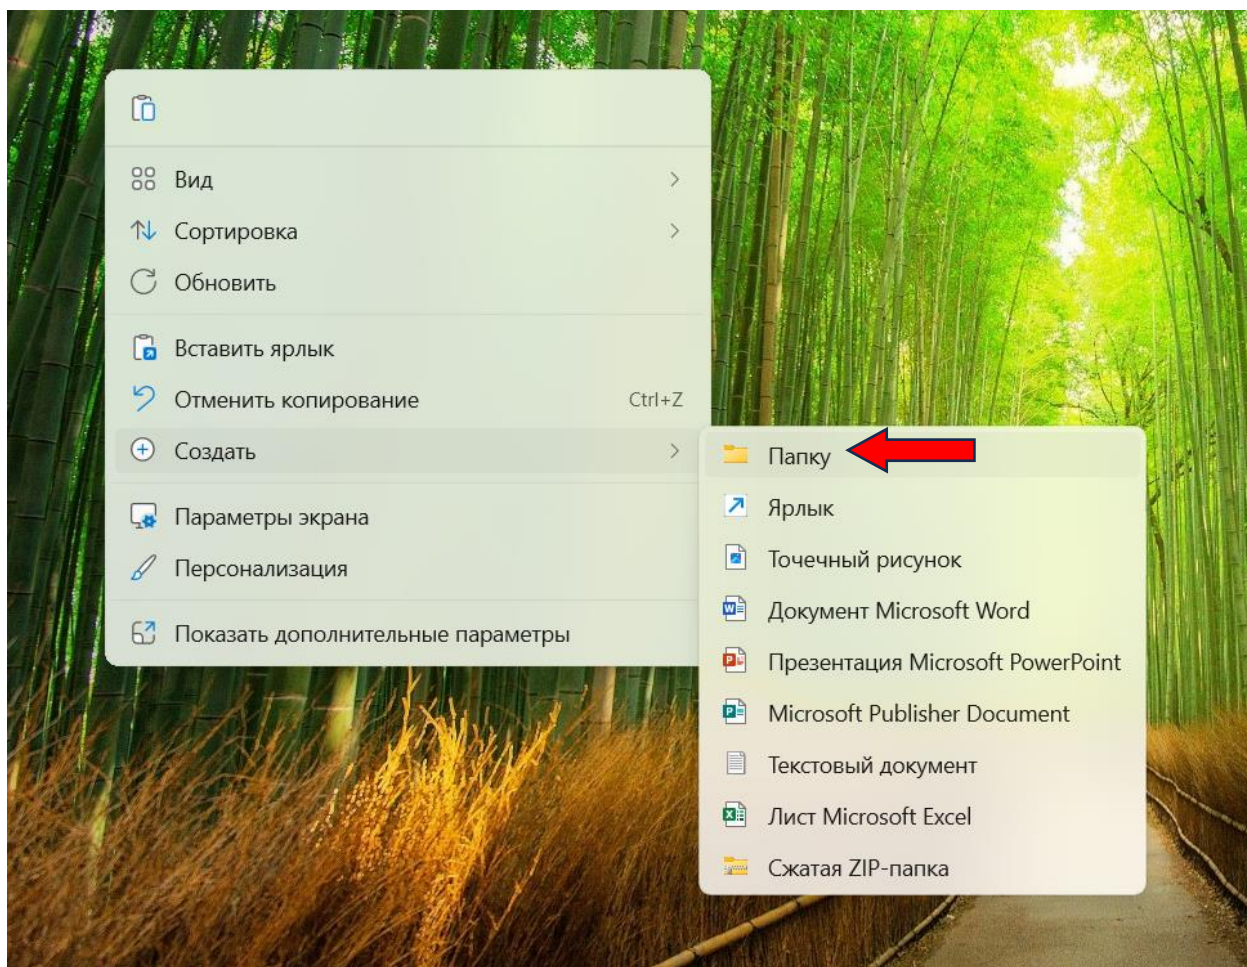 Вид
Сортировка
Обновить
Вставить ярлык
Отменить копирование Ctrl+Z
Создать
Параметры экрана
Персонализация
Показать дополнительные параметры
Папку
Ярлык
Точечный рисунок
Документ Microsoft Word
Презентация Microsoft PowerPoint
Microsoft Publisher Document
Текстовый документ
Лист Microsoft Excel
Сжатая ZIP-папка